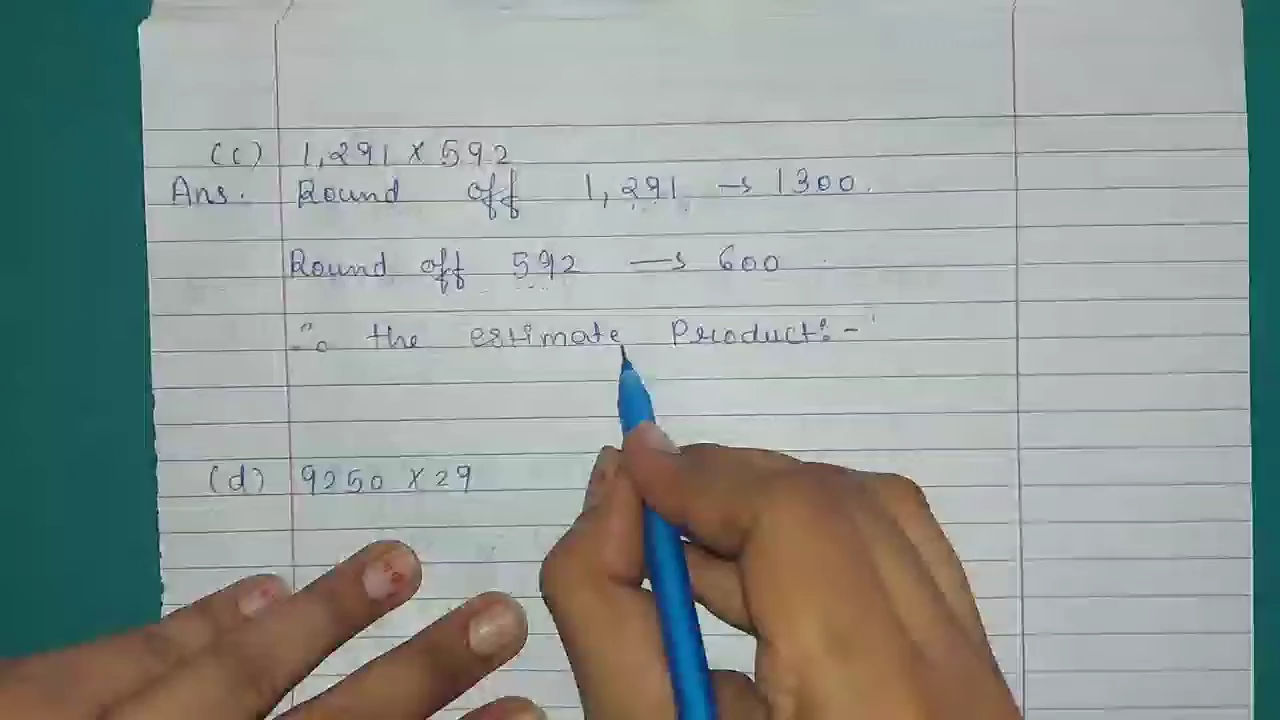 (c) 1,291 × 592
Ans. Round off 1,291 → 1300.
Round off 592 → 600
∴ the estimate Product:-
(d) 9250 × 29